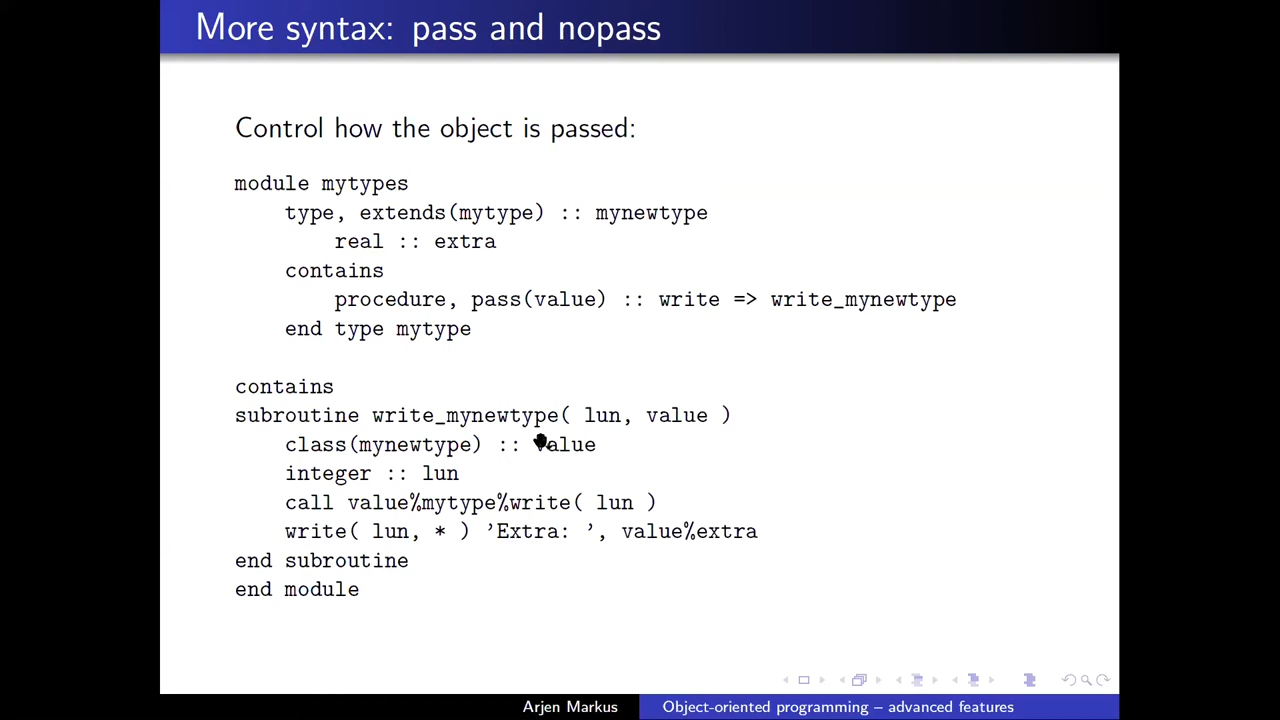 More syntax: pass and nopass
Control how the object is passed:
module mytypes
    type, extends(mytype) :: mynewtype
        real :: extra
    contains
        procedure, pass(value) :: write => write_mynewtype
    end type mytype
contains
subroutine write_mynewtype( lun, value )
    class(mynewtype) :: value
    integer :: lun
    call value%mytype%write( lun )
    write( lun, * ) 'Extra: ', value%extra
end subroutine
end module
Arjen Markus
Object-oriented programming – advanced features